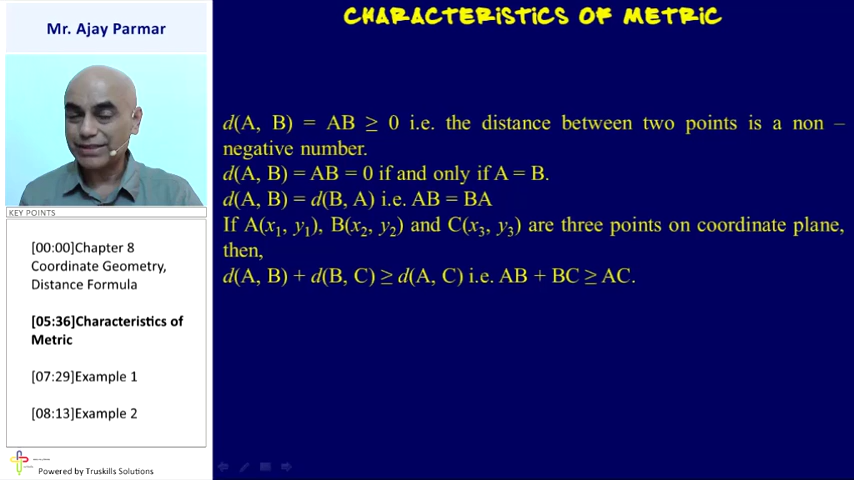 Mr. Ajay Parmar
CHARACTERISTICS OF METRIC
d(A, B) = AB ≥ 0 i.e. the distance between two points is a non –
negative number.
d(A, B) = AB = 0 if and only if A = B.
d(A, B) = d(B, A) i.e. AB = BA
If A(x₁, y₁), B(x₂, y₂) and C(x₃, y₃) are three points on coordinate plane,
then,
d(A, B) + d(B, C) ≥ d(A, C) i.e. AB + BC ≥ AC.
KEY POINTS
[00:00]Chapter 8
Coordinate Geometry,
Distance Formula
[05:36]Characteristics of
Metric
[07:29]Example 1
[08:13]Example 2
Powered by Truskills Solutions